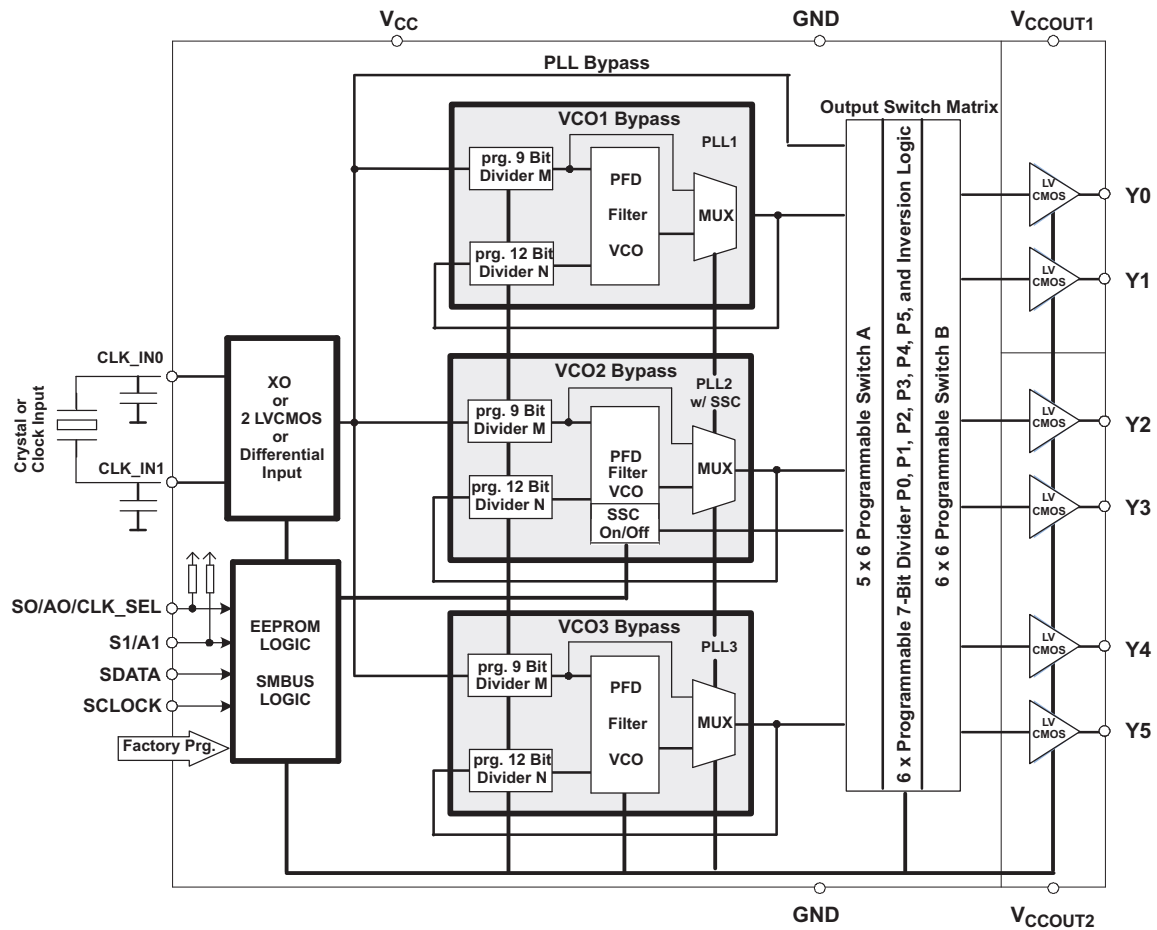 VCC
GND
VCCOUT1
PLL Bypass
Output Switch Matrix
VCO1 Bypass
PLL1
prg. 9 Bit
Divider M
PFD
Filter
VCO
MUX
prg. 12 Bit
Divider N
VCO2 Bypass
PLL2
w/ SSC
prg. 9 Bit
Divider M
PFD
Filter
VCO
MUX
prg. 12 Bit
Divider N
SSC
On/Off
VCO3 Bypass
PLL3
prg. 9 Bit
Divider M
PFD
Filter
VCO
MUX
prg. 12 Bit
Divider N
Crystal or
Clock Input
CLK_IN0
CLK_IN1
XO
or
2 LVCMOS
or
Differential
Input
SO/AO/CLK_SEL
S1/A1
SDATA
SCLOCK
Factory Prg.
EEPROM
LOGIC
SMBUS
LOGIC
5 x 6 Programmable Switch A
6 x Programmable 7-Bit Divider P0, P1, P2, P3, P4, P5, and Inversion Logic
6 x 6 Programmable Switch B
LV
CMOS
Y0
LV
CMOS
Y1
LV
CMOS
Y2
LV
CMOS
Y3
LV
CMOS
Y4
LV
CMOS
Y5
GND
VCCOUT2